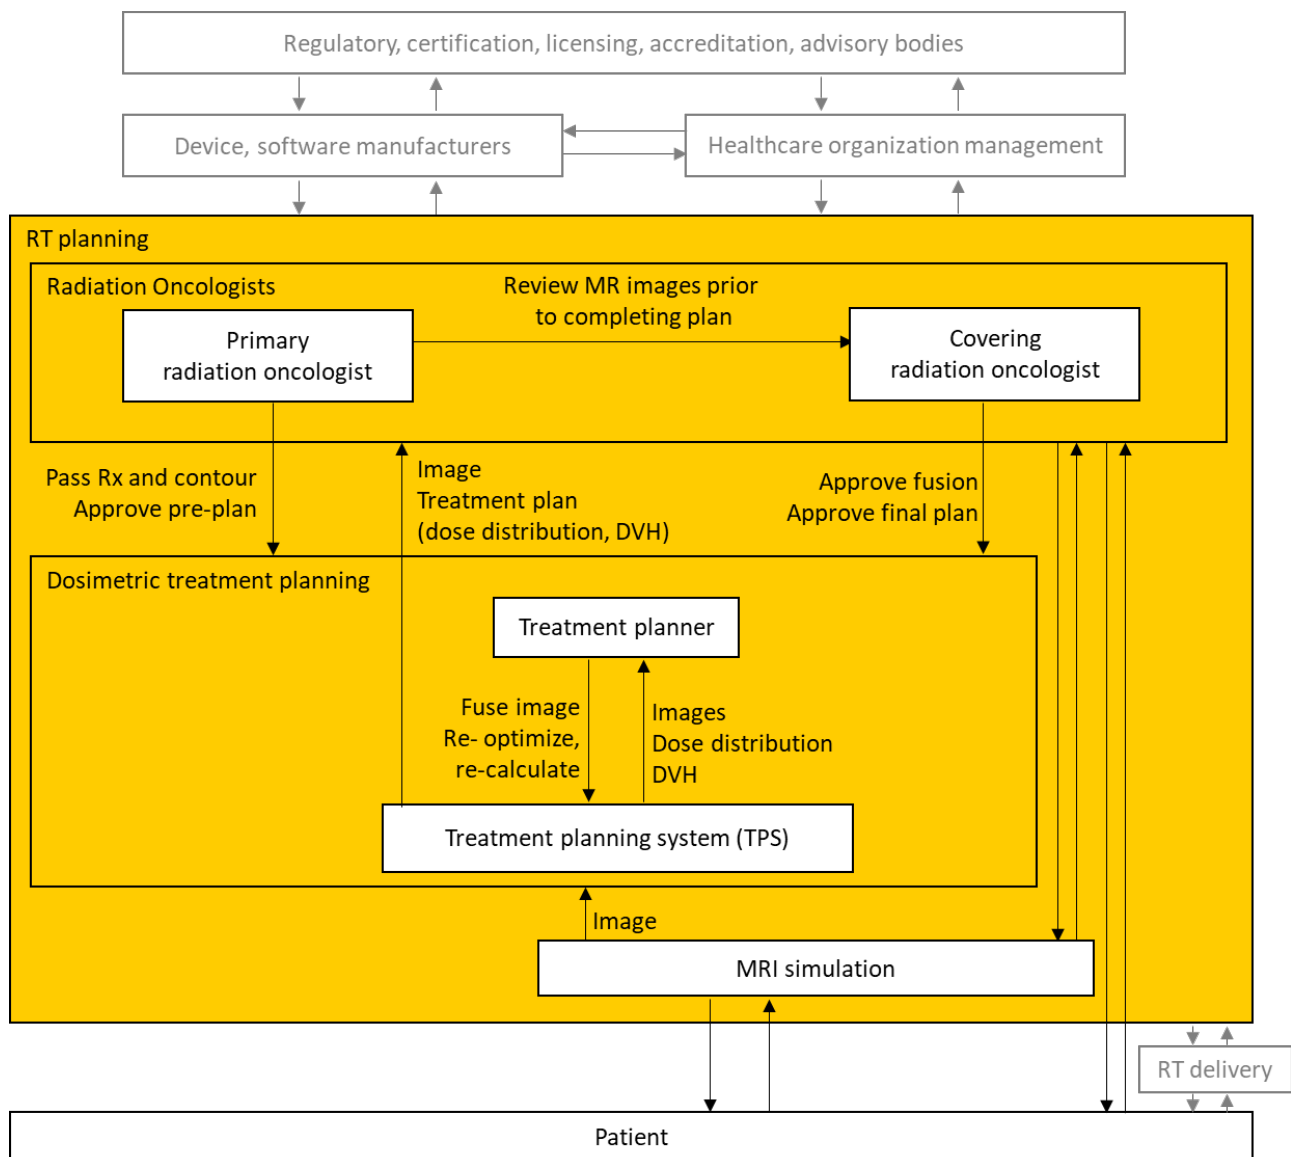 Regulatory, certification, licensing, accreditation, advisory bodies
Device, software manufacturers
Healthcare organization management
RT planning
Radiation Oncologists
Review MR images prior
to completing plan
Primary
radiation oncologist
Covering
radiation oncologist
Pass Rx and contour
Approve pre-plan
Image
Treatment plan
(dose distribution, DVH)
Approve fusion
Approve final plan
Dosimetric treatment planning
Treatment planner
Fuse image
Re- optimize,
re-calculate
Images
Dose distribution
DVH
Treatment planning system (TPS)
Image
MRI simulation
RT delivery
Patient